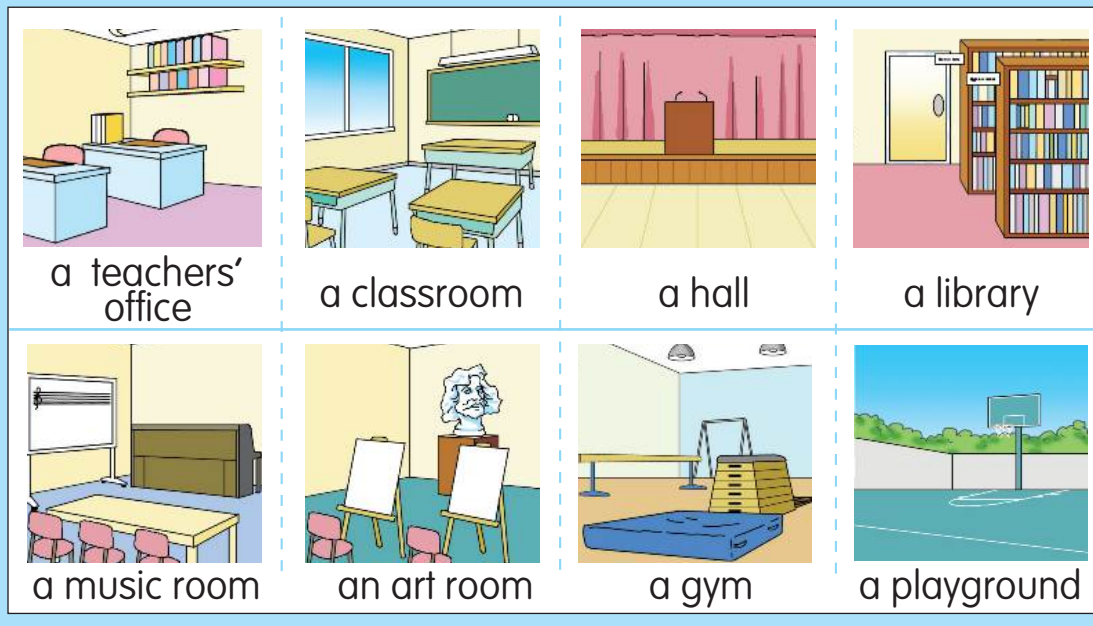 a teachers’
office
a classroom
a hall
a library
a music room
an art room
a gym
a playground